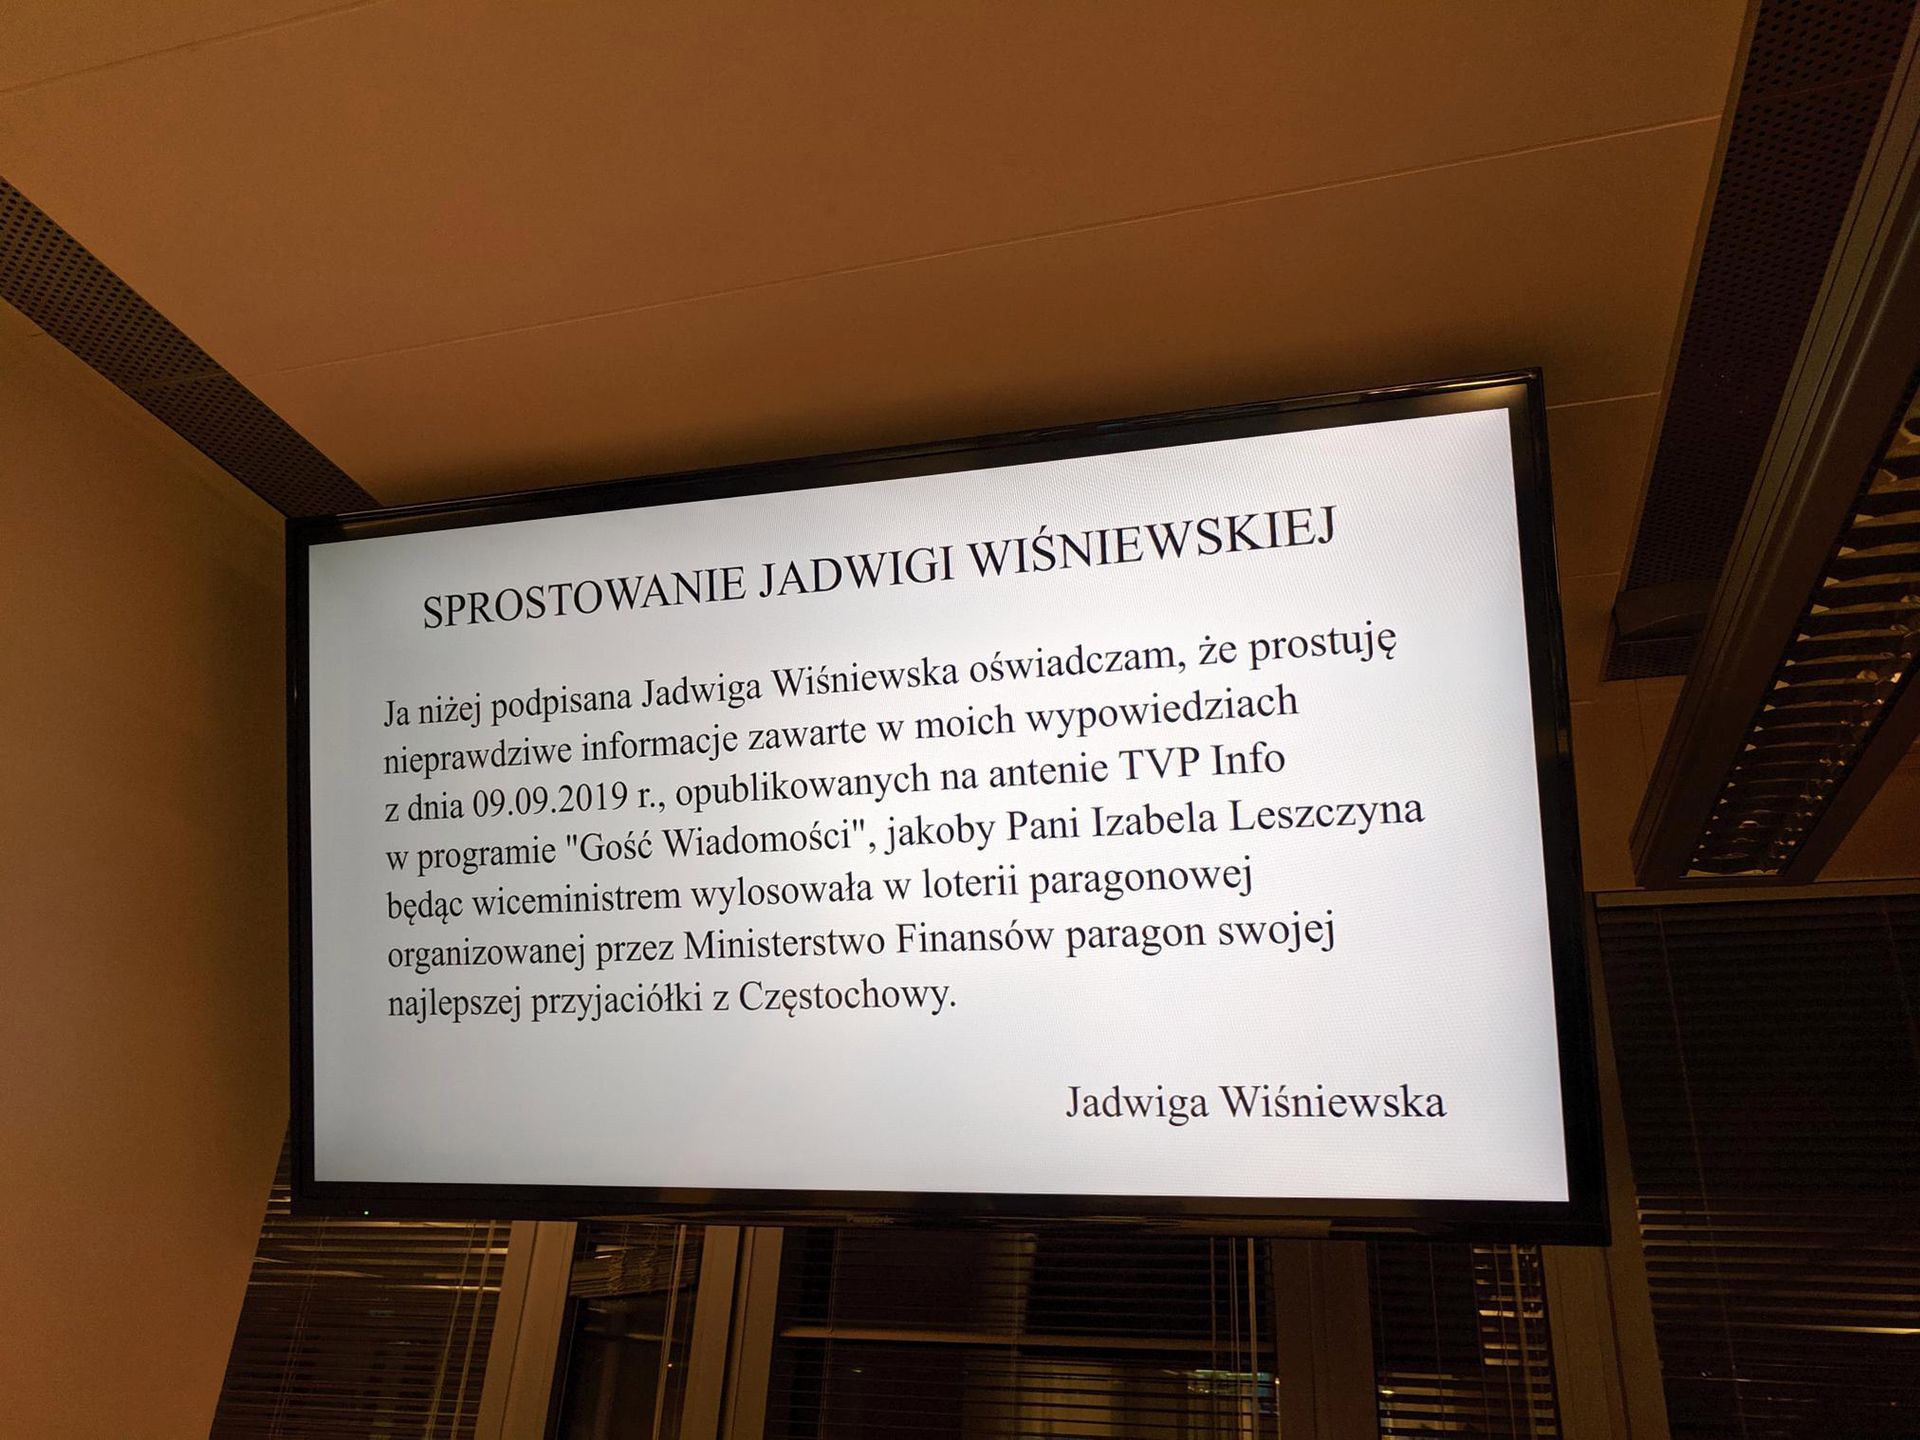 SPROSTOWANIE JADWIGI WIŚNIEWSKIEJ
Ja niżej podpisana Jadwiga Wiśniewska oświadczam, że prostuję
nieprawdziwe informacje zawarte w moich wypowiedziach
z dnia 09.09.2019 r., opublikowanych na antenie TVP Info
w programie "Gość Wiadomości", jakoby Pani Izabela Leszczyna
będąc wiceministrem wylosowała w loterii paragonowej
organizowanej przez Ministerstwo Finansów paragon swojej
najlepszej przyjaciółki z Częstochowy.
Jadwiga Wiśniewska
Panasonic